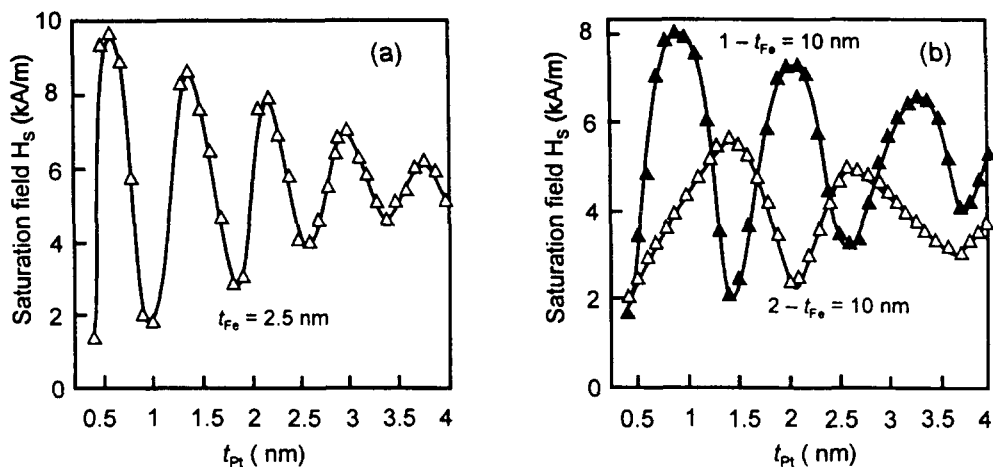 Saturation field H_S (kA/m)
10
8
6
4
2
0
(a)
t_Fe = 2.5 nm
0.5 1 1.5 2 2.5 3 3.5 4
t_Pt ( nm)
Saturation field H_S (kA/m)
8
6
4
2
0
1 – t_Fe = 10 nm
(b)
2 – t_Fe = 10 nm
0.5 1 1.5 2 2.5 3 3.5 4
t_Pt ( nm)